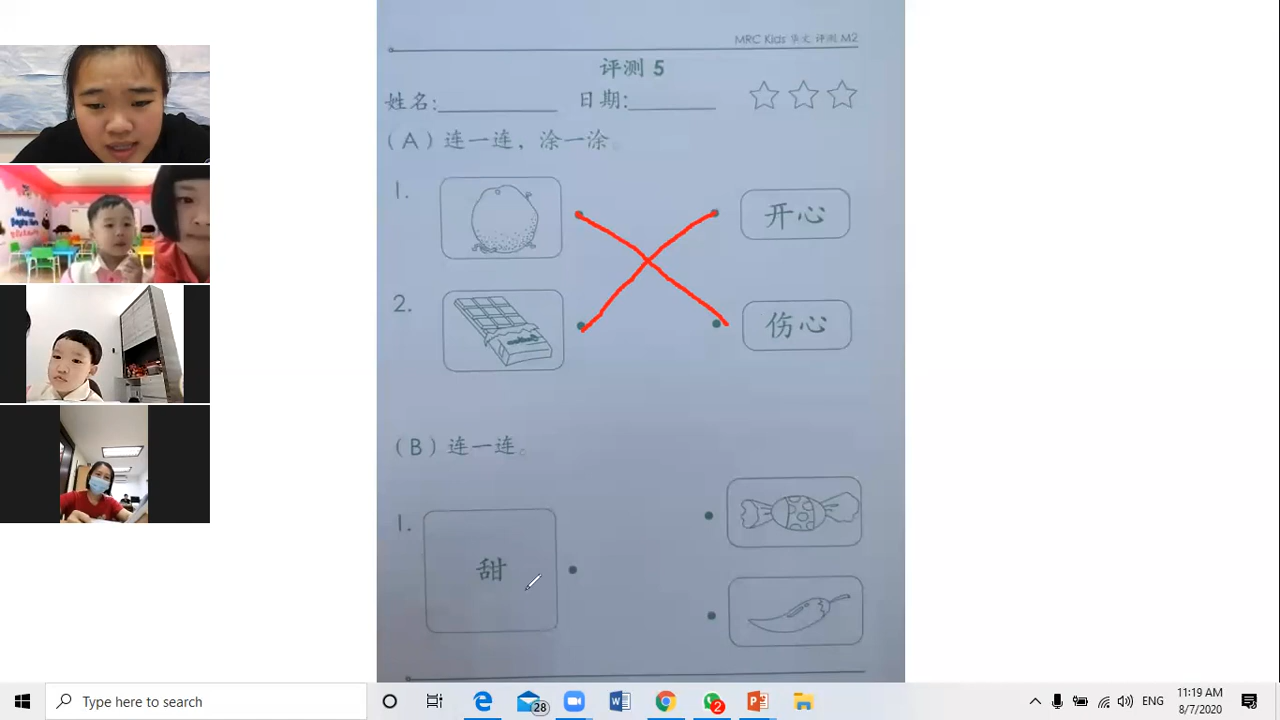 MRC Kids 华文 评测 M2
评测 5
姓名:__________ 日期:________
(A) 连一连，涂一涂。
1.
开心
2.
伤心
(B) 连一连。
1.
甜
Type here to search
28
2
ENG
11:19 AM
8/7/2020